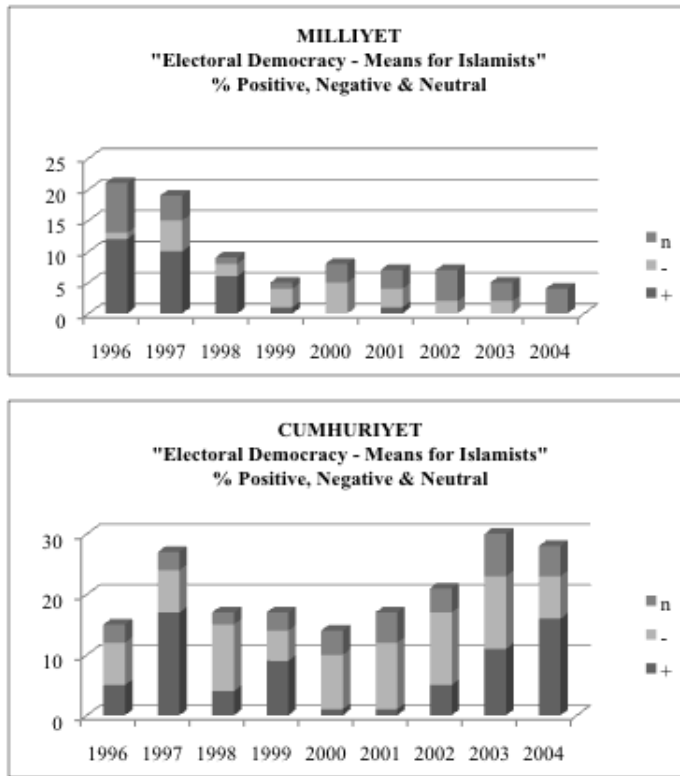 MILLIYET
"Electoral Democracy - Means for Islamists"
% Positive, Negative & Neutral
25
20
15
10
5
0
n
-
+
1996 1997 1998 1999 2000 2001 2002 2003 2004
CUMHURIYET
"Electoral Democracy - Means for Islamists"
% Positive, Negative & Neutral
30
20
10
0
n
-
+
1996 1997 1998 1999 2000 2001 2002 2003 2004